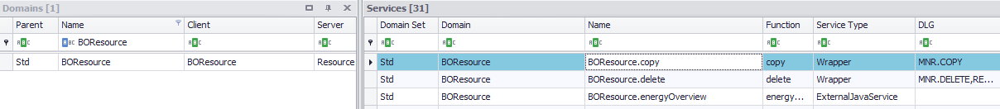 Domains [1]
Parent Name Client Server
BOResource
Std BOResource BOResource Resource
Services [31]
Domain Set Domain Name Function Service Type DLG
Std BOResource BOResource.copy copy Wrapper MNR.COPY
Std BOResource BOResource.delete delete Wrapper MNR.DELETE,RE...
Std BOResource BOResource.energyOverview energy... ExternalJavaService